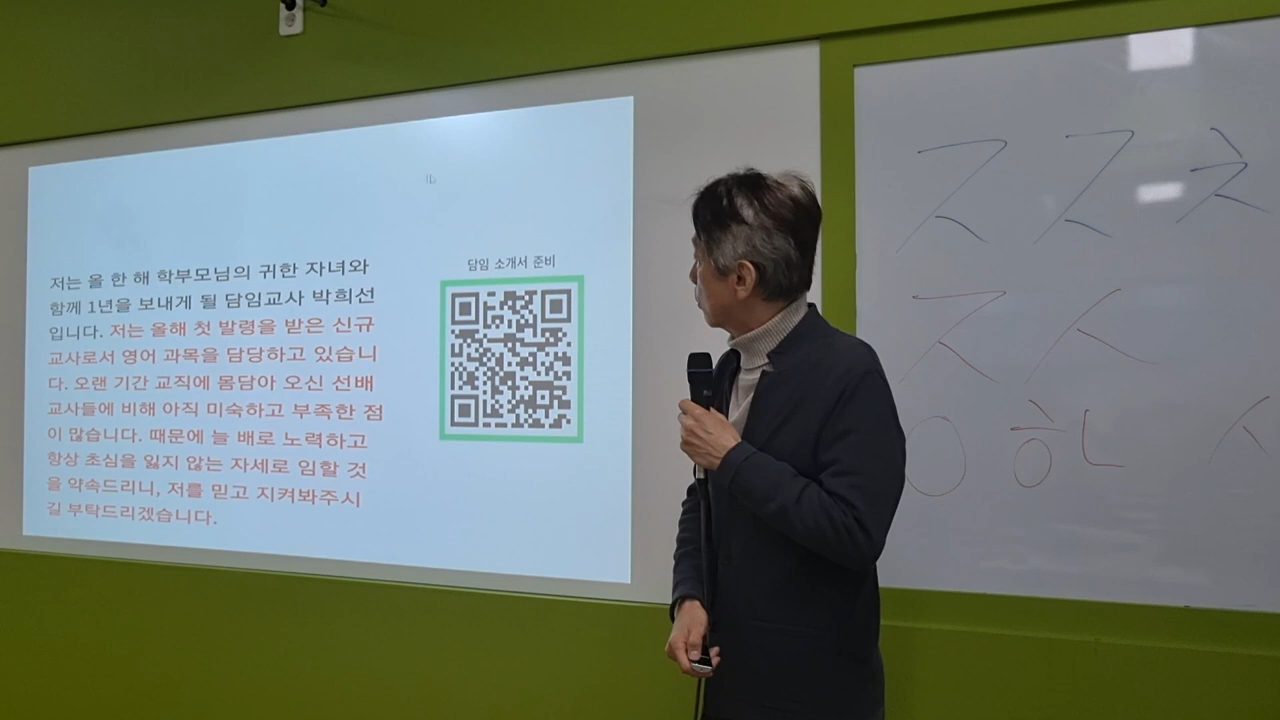 저는 올 한 해 학부모님의 귀한 자녀와
함께 1년을 보내게 될 담임교사 박희선
입니다. 저는 올해 첫 발령을 받은 신규
교사로서 영어 과목을 담당하고 있습니
다. 오랜 기간 교직에 몸담아 오신 선배
교사들에 비해 아직 미숙하고 부족한 점
이 많습니다. 때문에 늘 배로 노력하고
항상 초심을 잃지 않는 자세로 임할 것
을 약속드리니, 저를 믿고 지켜봐주시
길 부탁드리겠습니다.
담임 소개서 준비
ㅈ ㅈ ㅊ
ㅈ ㅅ
ㅇ 하 ㅅ